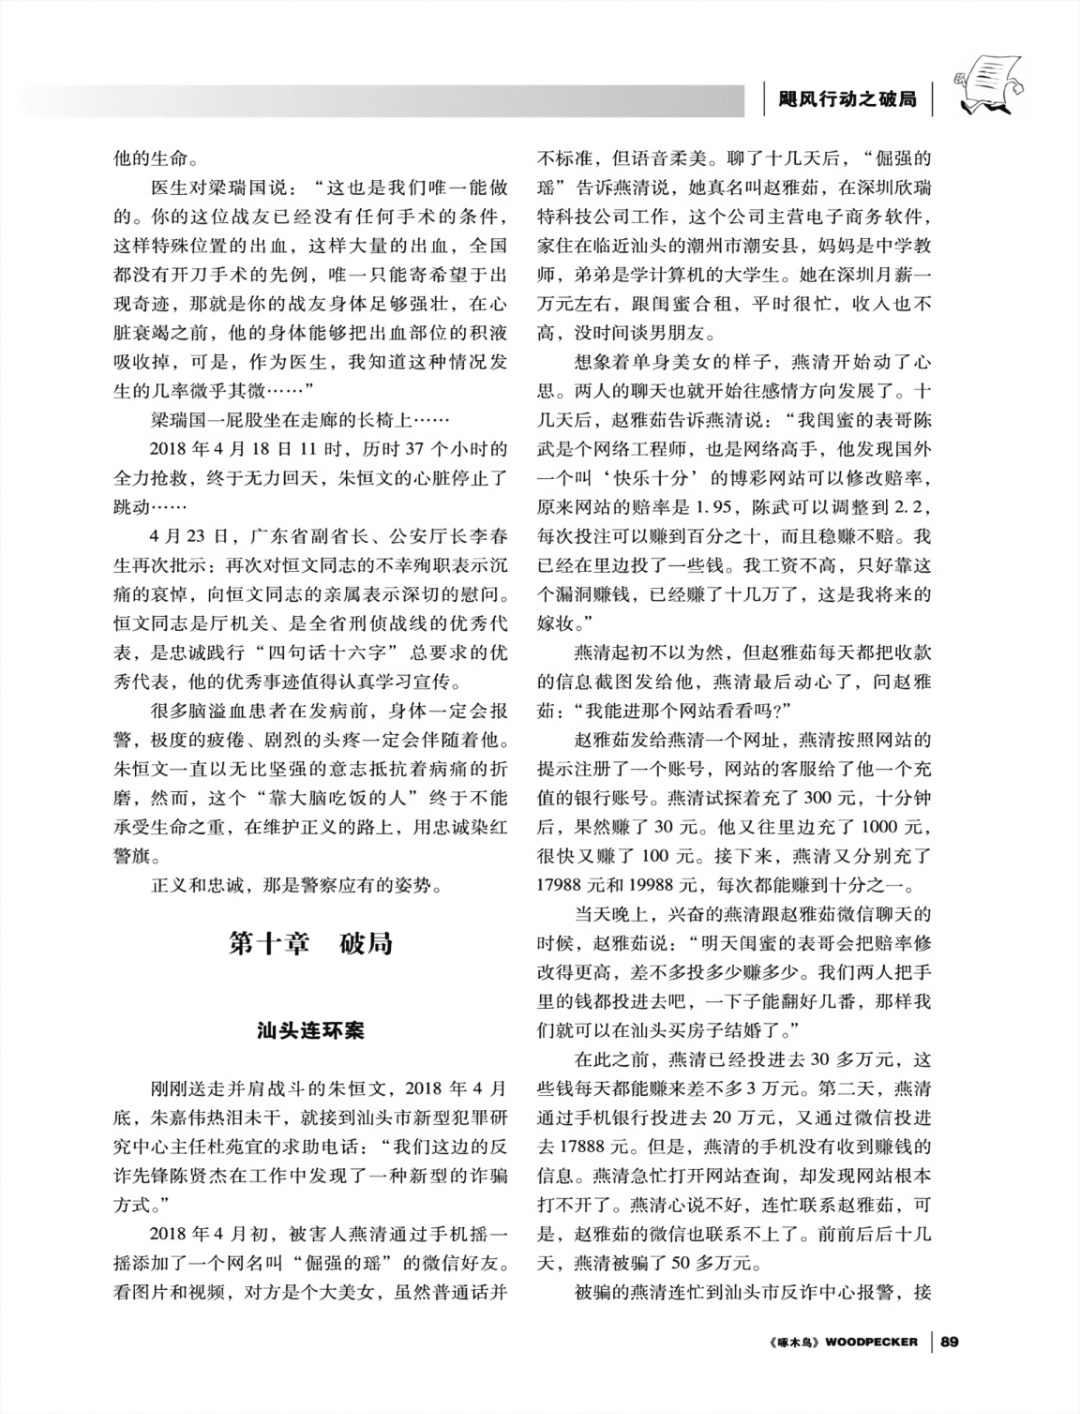 飓风行动之破局
他的生命。
医生对梁瑞国说：“这也是我们唯一能做
的。你的这位战友已经没有任何手术的条件，
这样特殊位置的出血，这样大量的出血，全国
都没有开刀手术的先例，唯一只能寄希望于出
现奇迹，那就是你的战友身体足够强壮，在心
脏衰竭之前，他的身体能够把出血部位的积液
吸收掉，可是，作为医生，我知道这种情况发
生的几率微乎其微……”
梁瑞国一屁股坐在走廊的长椅上……
2018 年 4 月 18 日 11 时，历时 37 个小时的
全力抢救，终于无力回天，朱恒文的心脏停止了
跳动……
4 月 23 日，广东省副省长、公安厅长李春
生再次批示：再次对恒文同志的不幸殉职表示沉
痛的哀悼，向恒文同志的亲属表示深切的慰问。
恒文同志是厅机关、是全省刑侦战线的优秀代
表，是忠诚践行“四句话十六字”总要求的优
秀代表，他的优秀事迹值得认真学习宣传。
很多脑溢血患者在发病前，身体一定会报
警，极度的疲倦、剧烈的头疼一定会伴随着他。
朱恒文一直以无比坚强的意志抵抗着病痛的折
磨，然而，这个“靠大脑吃饭的人”终于不能
承受生命之重，在维护正义的路上，用忠诚染红
警旗。
正义和忠诚，那是警察应有的姿势。
第十章 破局
汕头连环案
刚刚送走并肩战斗的朱恒文，2018 年 4 月
底，朱嘉伟热泪未干，就接到汕头市新型犯罪研
究中心主任杜苑宜的求助电话：“我们这边的反
诈先锋陈贤杰在工作中发现了一种新型的诈骗
方式。”
2018 年 4 月初，被害人燕清通过手机摇一
摇添加了一个网名叫“倔强的瑶”的微信好友。
看图片和视频，对方是个大美女，虽然普通话并
不标准，但语音柔美。聊了十几天后，“倔强的
瑶”告诉燕清说，她真名叫赵雅茹，在深圳欣瑞
特科技公司工作，这个公司主营电子商务软件，
家住在临近汕头的潮州市潮安县，妈妈是中学教
师，弟弟是学计算机的大学生。她在深圳月薪一
万元左右，跟闺蜜合租，平时很忙，收入也不
高，没时间谈男朋友。
想象着单身美女的样子，燕清开始动了心
思。两人的聊天也就开始往感情方向发展了。十
几天后，赵雅茹告诉燕清说：“我闺蜜的表哥陈
武是个网络工程师，也是网络高手，他发现国外
一个叫‘快乐十分’的博彩网站可以修改赔率，
原来网站的赔率是 1.95，陈武可以调整到 2.2，
每次投注可以赚到百分之十，而且稳赚不赔。我
已经在里边投了一些钱。我工资不高，只好靠这
个漏洞赚钱，已经赚了十几万了，这是我将来的
嫁妆。”
燕清起初不以为然，但赵雅茹每天都把收款
的信息截图发给他，燕清最后动心了，问赵雅
茹：“我能进那个网站看看吗?”
赵雅茹发给燕清一个网址，燕清按照网站的
提示注册了一个账号，网站的客服给了他一个充
值的银行账号。燕清试探着充了 300 元，十分钟
后，果然赚了 30 元。他又往里边充了 1000 元，
很快又赚了 100 元。接下来，燕清又分别充了
17988 元和 19988 元，每次都能赚到十分之一。
当天晚上，兴奋的燕清跟赵雅茹微信聊天的
时候，赵雅茹说：“明天闺蜜的表哥会把赔率修
改得更高，差不多投多少赚多少。我们两人把手
里的钱都投进去吧，一下子能翻好几番，那样我
们就可以在汕头买房子结婚了。”
在此之前，燕清已经投进去 30 多万元，这
些钱每天都能赚来差不多 3 万元。第二天，燕清
通过手机银行投进去 20 万元，又通过微信投进
去 17888 元。但是，燕清的手机没有收到赚钱的
信息。燕清急忙打开网站查询，却发现网站根本
打不开了。燕清心说不好，连忙联系赵雅茹，可
是，赵雅茹的微信也联系不上了。前前后后十几
天，燕清被骗了 50 多万元。
被骗的燕清连忙到汕头市反诈中心报警，接
《啄木鸟》WOODPECKER 89